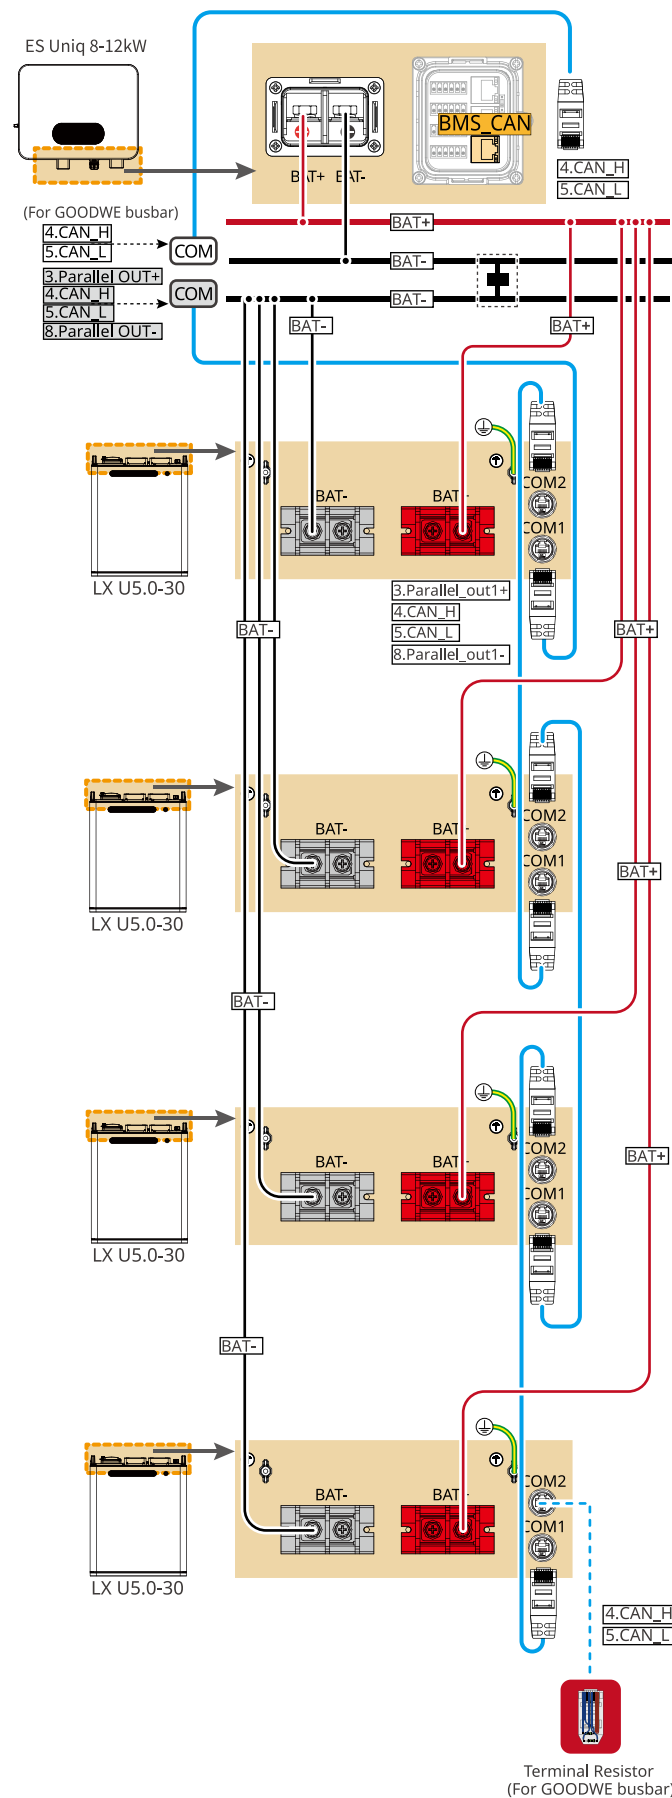 ES Uniq 8-12kW
BMS_CAN
BAT+ BAT-
4.CAN_H
5.CAN_L
(For GOODWE busbar)
4.CAN_H
5.CAN_L
COM
BAT+
BAT-
3.Parallel OUT+
4.CAN_H
5.CAN_L
8.Parallel OUT-
COM
BAT-
BAT-
BAT+
COM2
BAT-
BAT+
COM1
LX U5.0-30
3.Parallel_out1+
4.CAN_H
5.CAN_L
8.Parallel_out1-
BAT-
BAT+
COM2
BAT-
BAT+
COM1
BAT+
LX U5.0-30
BAT-
COM2
BAT-
BAT+
BAT+
COM1
LX U5.0-30
BAT-
COM2
BAT-
BAT+
COM1
LX U5.0-30
4.CAN_H
5.CAN_L
Terminal Resistor
(For GOODWE busbar)